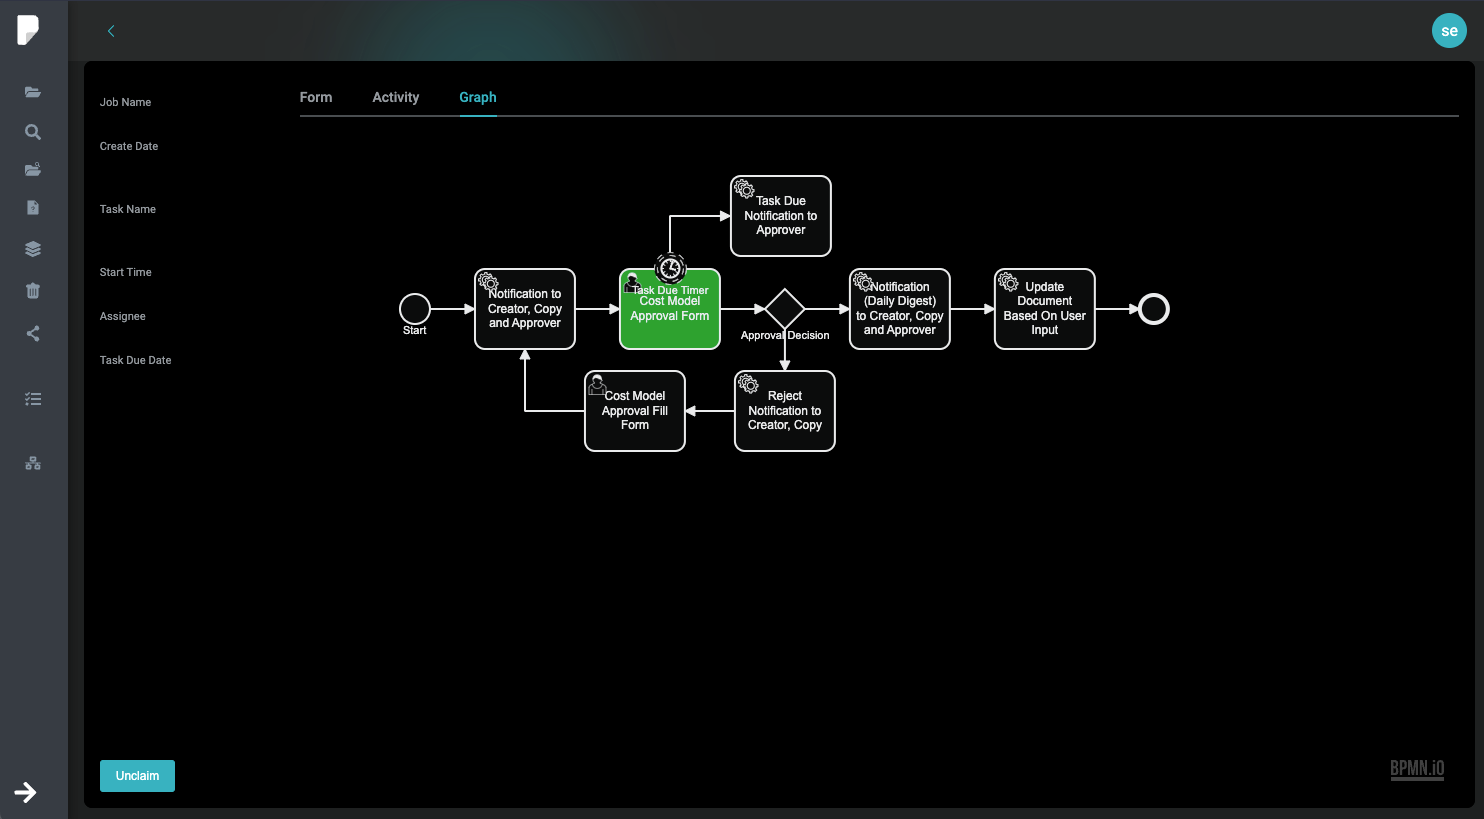 se
Job Name
Create Date
Task Name
Start Time
Assignee
Task Due Date
Form
Activity
Graph
Task Due
Notification to
Approver
Start
Notification to
Creator, Copy
and Approver
Task Due Timer
Cost Model
Approval Form
Approval Decision
Notification
(Daily Digest)
to Creator, Copy
and Approver
Update
Document
Based On User
Input
Cost Model
Approval Fill
Form
Reject
Notification to
Creator, Copy
Unclaim
BPMN.iO